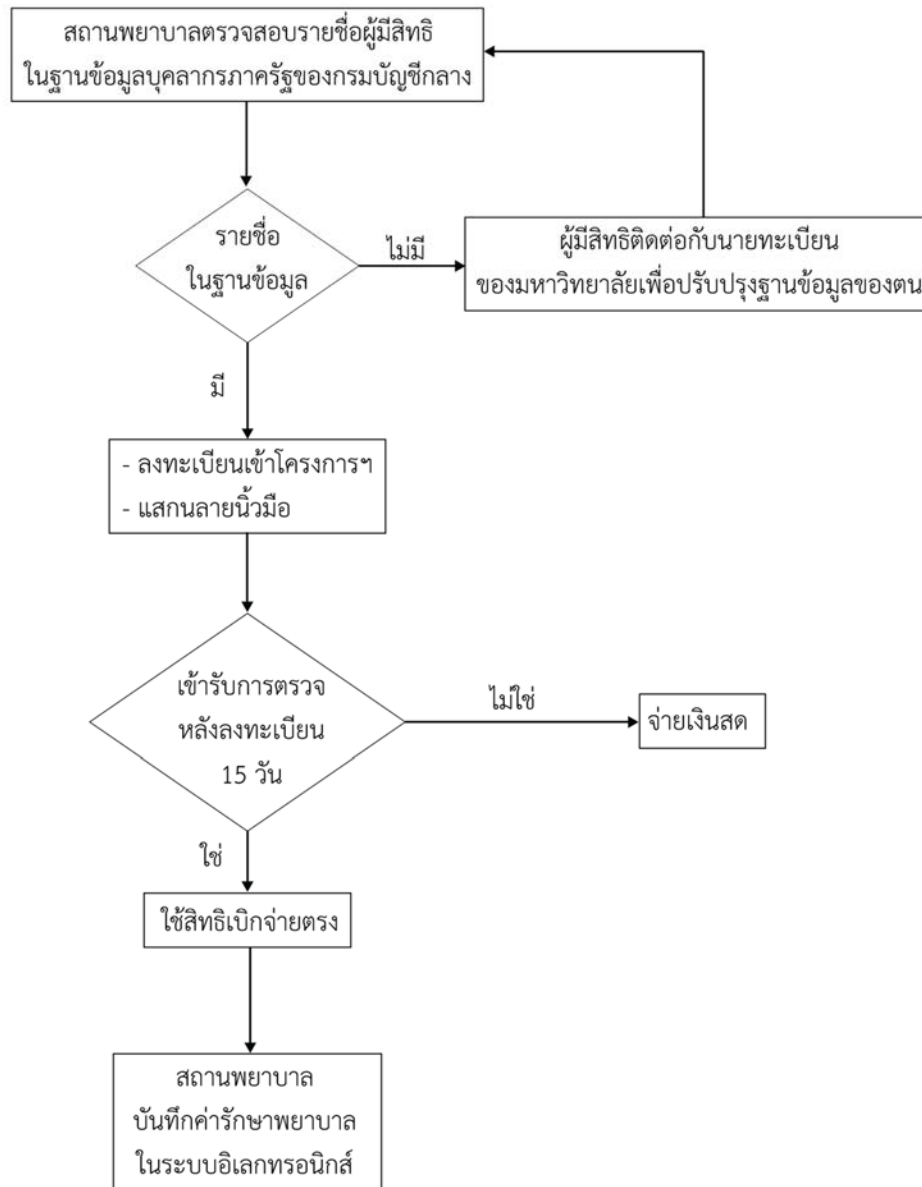 สถานพยาบาลตรวจสอบรายชื่อผู้มีสิทธิ
ในฐานข้อมูลบุคลากรภาครัฐของกรมบัญชีกลาง
รายชื่อ
ในฐานข้อมูล
ไม่มี
ผู้มีสิทธิติดต่อกับนายทะเบียน
ของมหาวิทยาลัยเพื่อปรับปรุงฐานข้อมูลของตน
มี
- ลงทะเบียนเข้าโครงการฯ
- แสกนลายนิ้วมือ
เข้ารับการตรวจ
หลังลงทะเบียน
15 วัน
ไม่ใช่
จ่ายเงินสด
ใช่
ใช้สิทธิเบิกจ่ายตรง
สถานพยาบาล
บันทึกค่ารักษาพยาบาล
ในระบบอิเลกทรอนิกส์